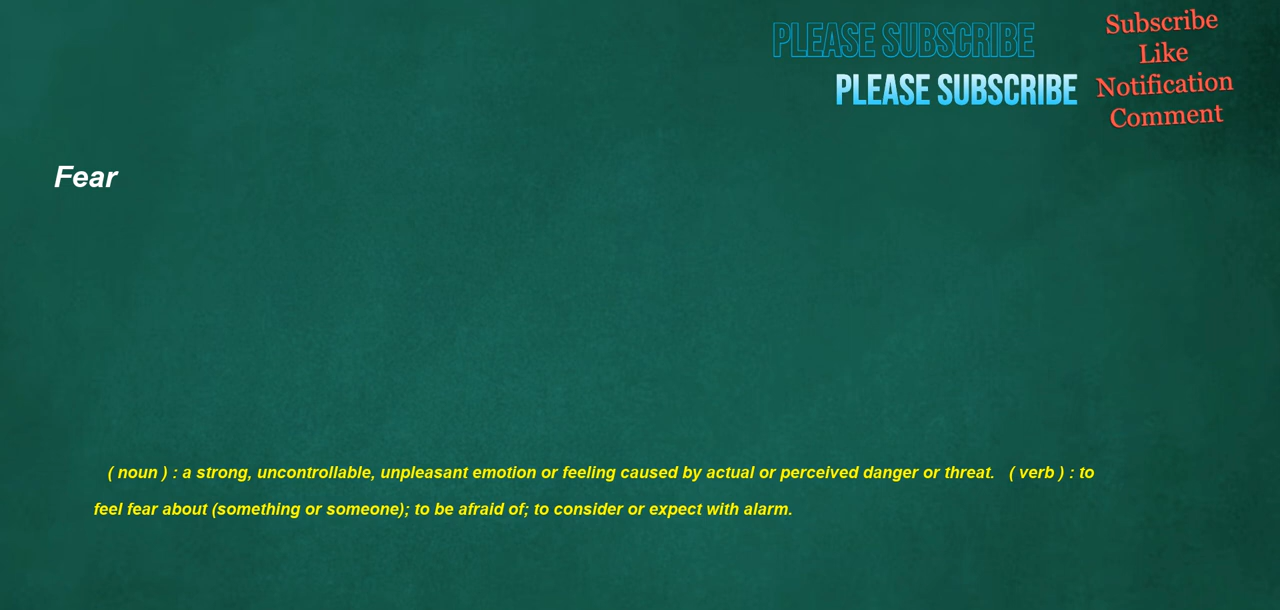 PLEASE SUBSCRIBE
PLEASE SUBSCRIBE
Subscribe
Like
Notification
Comment
Fear
( noun ) : a strong, uncontrollable, unpleasant emotion or feeling caused by actual or perceived danger or threat.   ( verb ) : to
feel fear about (something or someone); to be afraid of; to consider or expect with alarm.